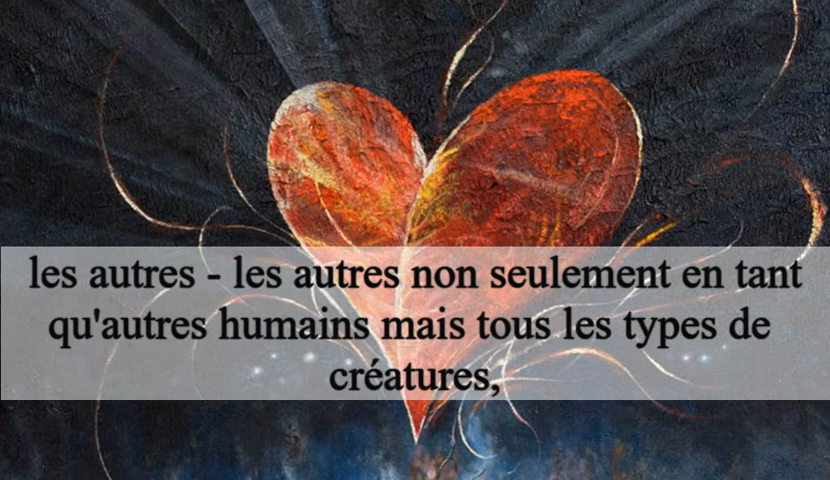 les autres - les autres non seulement en tant
qu'autres humains mais tous les types de
créatures,